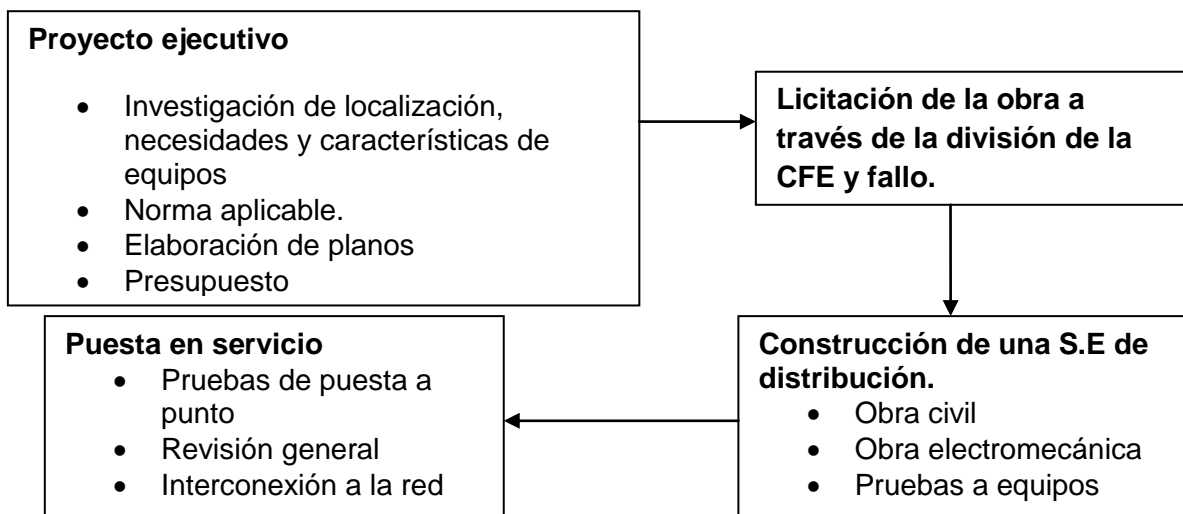 Proyecto ejecutivo
• Investigación de localización,
necesidades y características de
equipos
• Norma aplicable.
• Elaboración de planos
• Presupuesto
Licitación de la obra a
través de la división de la
CFE y fallo.
Construcción de una S.E de
distribución.
• Obra civil
• Obra electromecánica
• Pruebas a equipos
Puesta en servicio
• Pruebas de puesta a
punto
• Revisión general
• Interconexión a la red